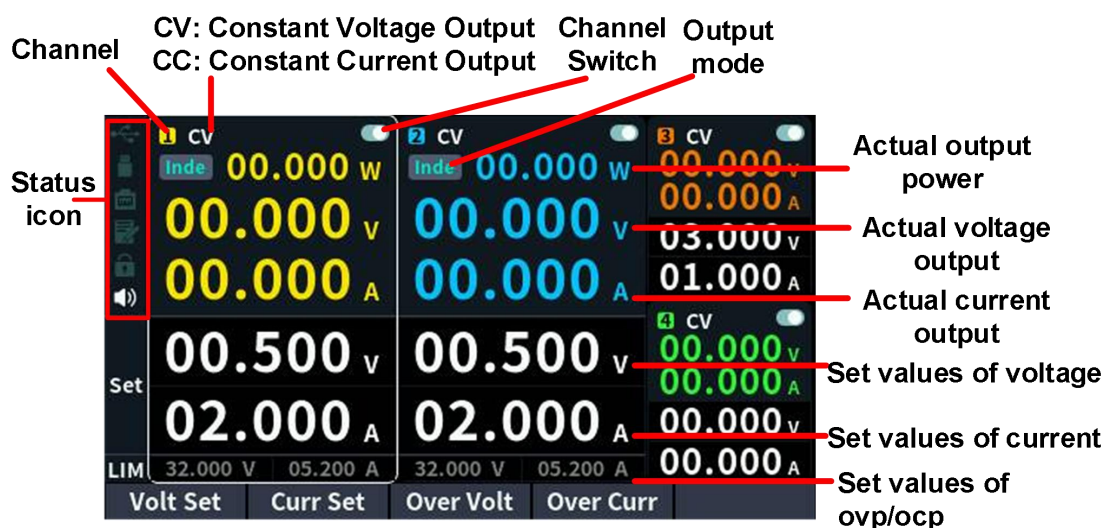 CV: Constant Voltage Output
CC: Constant Current Output
Channel
Channel
Switch
Output
mode
Status
icon
1 CV
Inde 00.000 W
00.000 V
00.000 A
00.500 V
02.000 A
32.000 V 05.200 A
2 CV
Inde 00.000 W
00.000 V
00.000 A
00.500 V
02.000 A
32.000 V 05.200 A
3 CV
00.000 V
00.000 A
03.000 V
01.000 A
4 CV
00.000 V
00.000 A
00.000 V
00.000 A
Set
LIM
Volt Set Curr Set Over Volt Over Curr
Actual output
power
Actual voltage
output
Actual current
output
Set values of voltage
Set values of current
Set values of
ovp/ocp